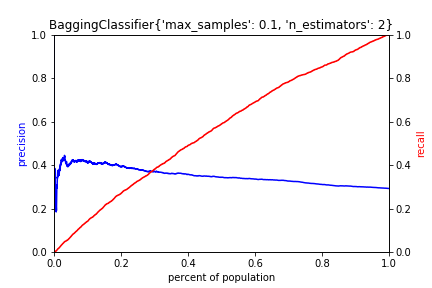 BaggingClassifier{'max_samples': 0.1, 'n_estimators': 2}
1.0 1.0
0.8 0.8
0.6 0.6
0.4 0.4
0.2 0.2
0.0 0.0
precision
recall
0.0 0.2 0.4 0.6 0.8 1.0
percent of population